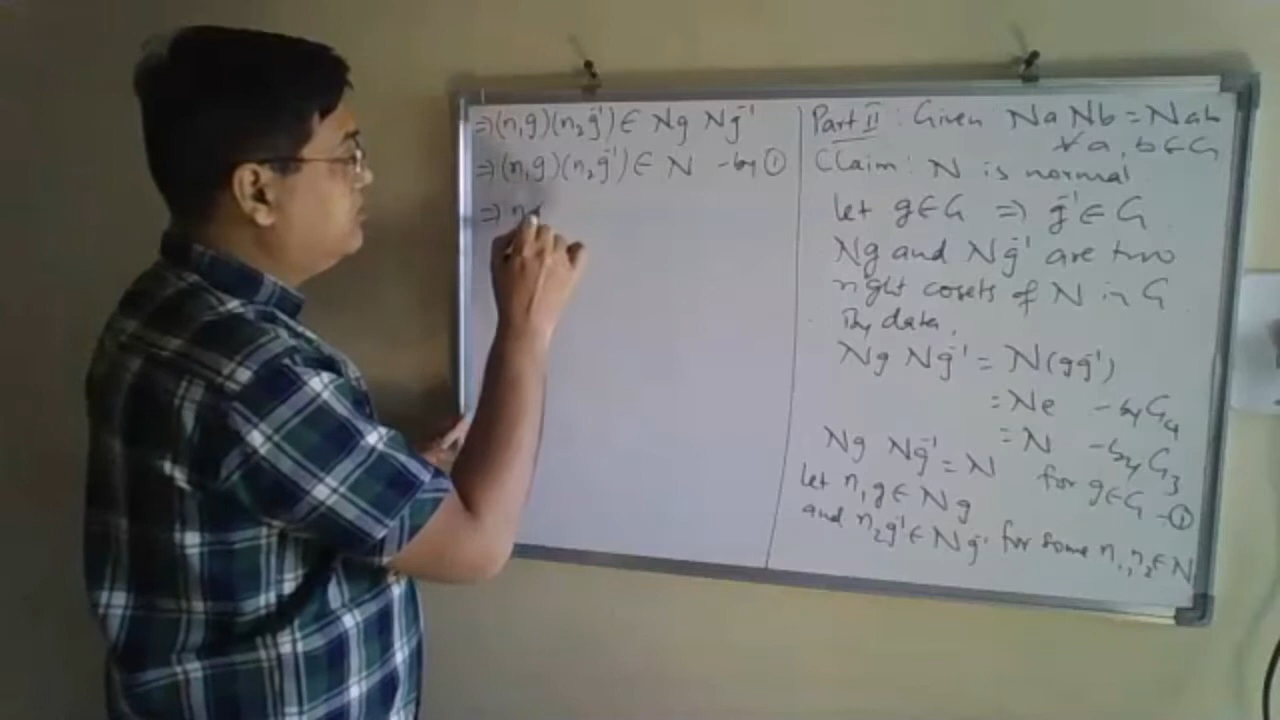 ⇒(n₁g)(n₂g⁻¹) ∈ Ng Ng⁻¹
⇒(n₁g)(n₂g⁻¹) ∈ N - by ①
⇒ n₁
Part II : Given NaNb = Nab
∀ a, b ∈ G
Claim : N is normal
let g∈G ⇒ g⁻¹ ∈ G
Ng and Ng⁻¹ are two
right cosets of N in G
By data,
Ng Ng⁻¹ = N(gg⁻¹)
= Ne - by G₄
= N - by G₃
Ng Ng⁻¹ = N for g∈G - ①
let n₁g ∈ Ng
and n₂g⁻¹ ∈ Ng⁻¹ for some n₁, n₂ ∈ N